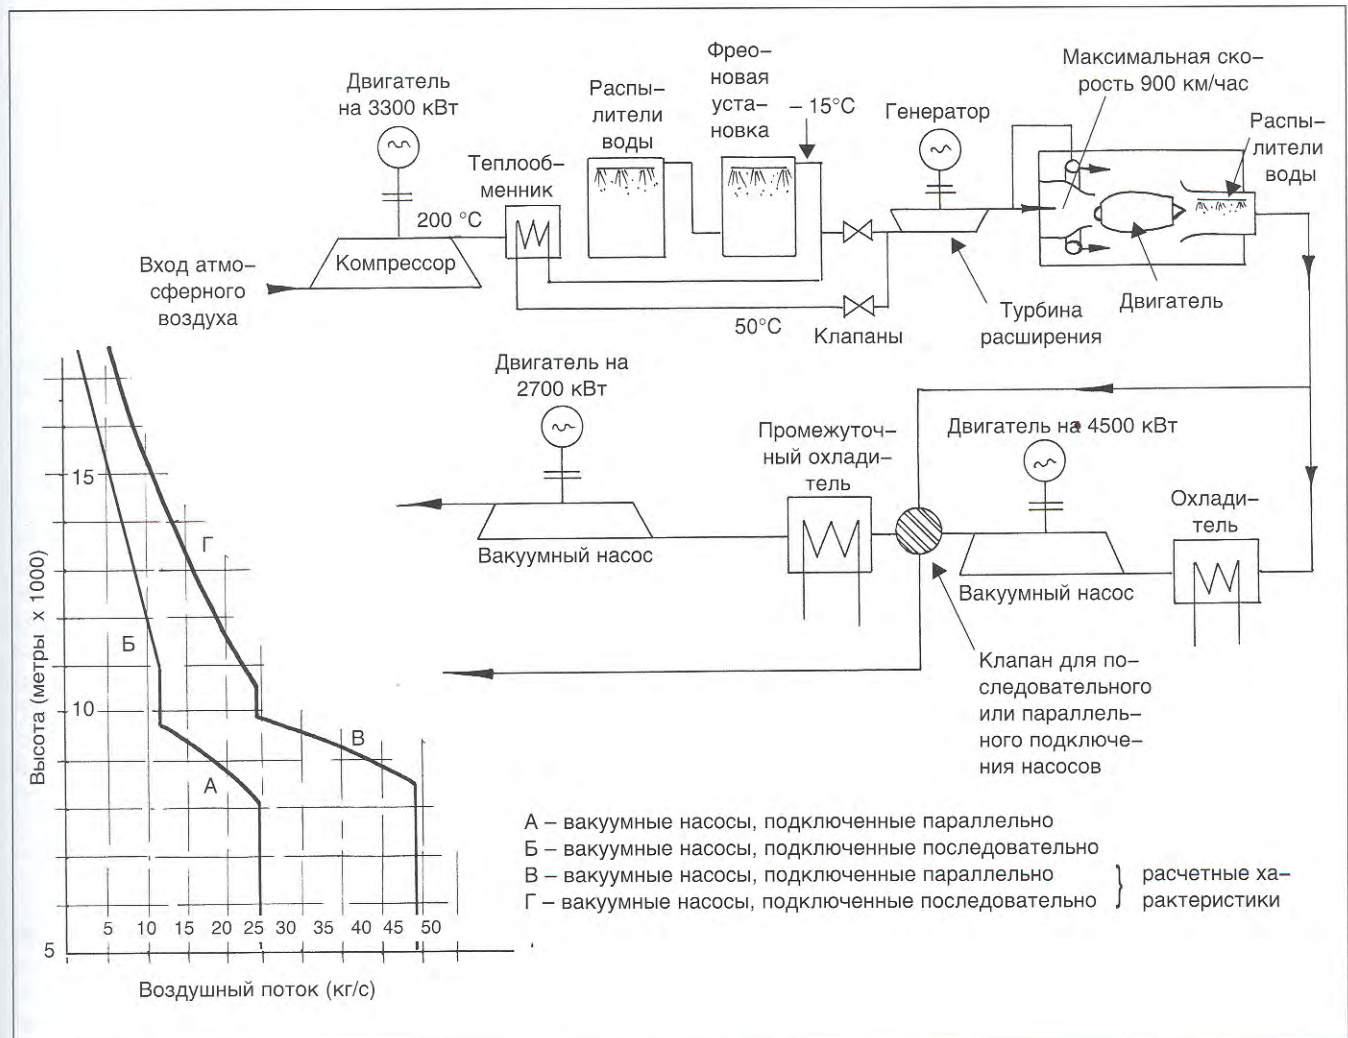 Двигатель
на 3300 кВт
Распы–
лители
воды
Фрео–
новая
уста–
новка
– 15°C
Генератор
Максимальная ско–
рость 900 км/час
Распы–
лители
воды
Теплооб–
менник
200 °C
Компрессор
Вход атмо–
сферного
воздуха
50°C
Клапаны
Турбина
расширения
Двигатель
Двигатель на
2700 кВт
Промежуточ–
ный охлади–
тель
Двигатель на 4500 кВт
Охлади–
тель
Вакуумный насос
Вакуумный насос
Клапан для по–
следовательного
или параллель–
ного подключе–
ния насосов
Высота (метры х 1000)
15
10
5
Г
Б
В
А
5 10 15 20 25 30 35 40 45 50
Воздушный поток (кг/с)
А – вакуумные насосы, подключенные параллельно
Б – вакуумные насосы, подключенные последовательно
В – вакуумные насосы, подключенные параллельно
Г – вакуумные насосы, подключенные последовательно
расчетные ха–
рактеристики